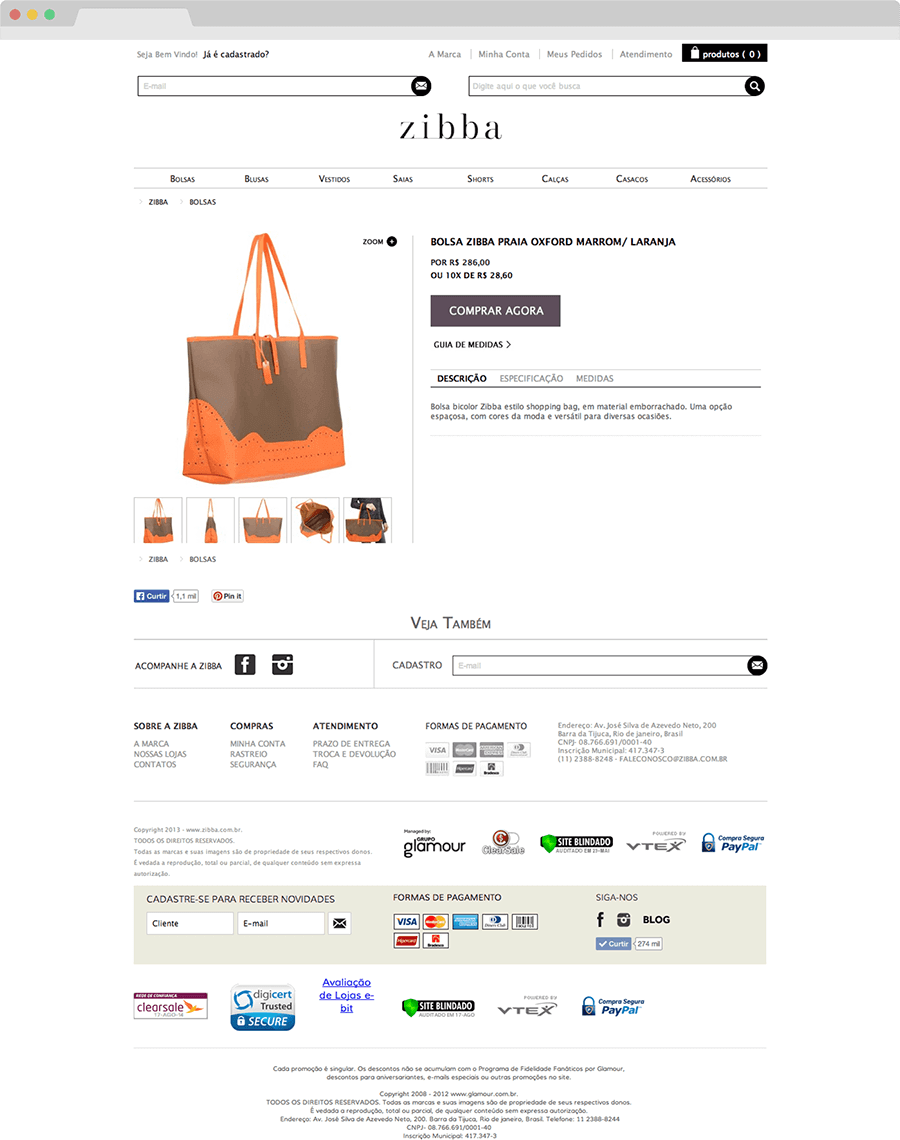 Seja Bem Vindo! Já é cadastrado?
A Marca Minha Conta Meus Pedidos Atendimento produtos ( 0 )
E-mail
Digite aqui o que você busca
zibba
BOLSAS BLUSAS VESTIDOS SAIAS SHORTS CALÇAS CASACOS ACESSÓRIOS
ZIBBA BOLSAS
ZOOM
BOLSA ZIBBA PRAIA OXFORD MARROM/ LARANJA
POR R$ 286,00
OU 10X DE R$ 28,60
COMPRAR AGORA
GUIA DE MEDIDAS
DESCRIÇÃO ESPECIFICAÇÃO MEDIDAS
Bolsa bicolor Zibba estilo shopping bag, em material emborrachado. Uma opção
espaçosa, com cores da moda e versátil para diversas ocasiões.
ZIBBA BOLSAS
Curtir 1,1 mil Pin it
VEJA TAMBÉM
ACOMPANHE A ZIBBA
CADASTRO E-mail
SOBRE A ZIBBA
A MARCA
NOSSAS LOJAS
CONTATOS
COMPRAS
MINHA CONTA
RASTREIO
SEGURANÇA
ATENDIMENTO
PRAZO DE ENTREGA
TROCA E DEVOLUÇÃO
FAQ
FORMAS DE PAGAMENTO
VISA
Endereço: Av. José Silva de Azevedo Neto, 200
Barra da Tijuca, Rio de janeiro, Brasil
CNPJ- 08.766.691/0001-40
Inscrição Municipal: 417.347-3
(11) 2388-8248 - FALECONOSCO@ZIBBA.COM.BR
Copyright 2013 - www.zibba.com.br.
TODOS OS DIREITOS RESERVADOS.
Todas as marcas e suas imagens são de propriedade de seus respectivos donos.
É vedada a reprodução, total ou parcial, de qualquer conteúdo sem expressa
autorização.
Managed by:
GRUPO
glamour
ClearSale
SITE BLINDADO
AUDITADO EM 21-MAI
POWERED BY
VTEX
Compra Segura
PayPal
CADASTRE-SE PARA RECEBER NOVIDADES
Cliente E-mail
FORMAS DE PAGAMENTO
VISA
SIGA-NOS
BLOG
Curtir 274 mil
REDE DE CONFIANÇA
clearsale
17-AGO-14
digicert
Trusted
SECURE
Avaliação
de Lojas e-
bit
SITE BLINDADO
AUDITADO EM 17-AGO
POWERED BY
VTEX
Compra Segura
PayPal
Cada promoção é singular. Os descontos não se acumulam com o Programa de Fidelidade Fanáticos por Glamour,
descontos para aniversariantes, e-mails especiais ou outras promoções no site.
Copyright 2008 - 2012 www.glamour.com.br.
TODOS OS DIREITOS RESERVADOS. Todas as marcas e suas imagens são de propriedade de seus respectivos donos.
É vedada a reprodução, total ou parcial, de qualquer conteúdo sem expressa autorização.
Endereço: Av. José Silva de Azevedo Neto, 200. Barra da Tijuca, Rio de janeiro, Brasil. Telefone: 11 2388-8244
CNPJ- 08.766.691/0001-40
Inscrição Municipal: 417.347-3